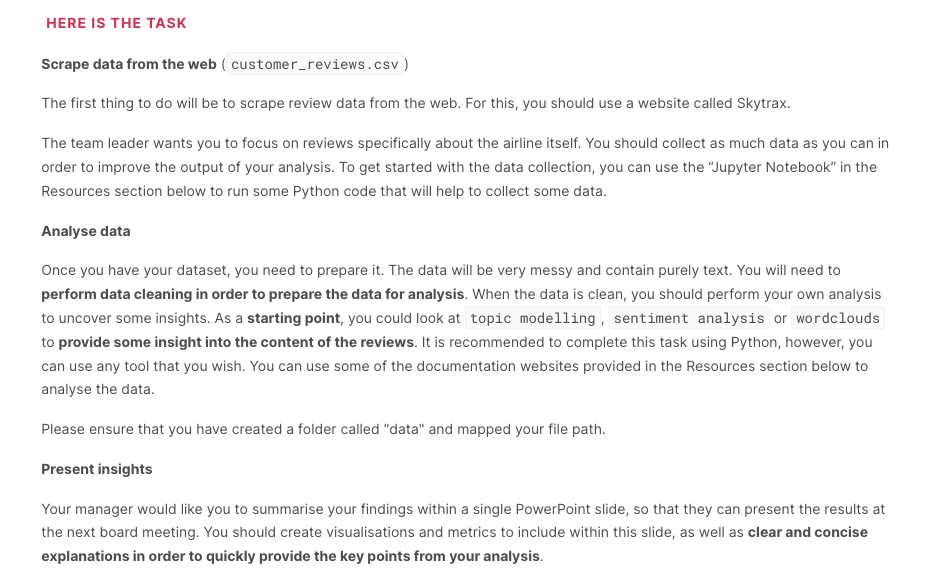 HERE IS THE TASK
Scrape data from the web (customer_reviews.csv)
The first thing to do will be to scrape review data from the web. For this, you should use a website called Skytrax.
The team leader wants you to focus on reviews specifically about the airline itself. You should collect as much data as you can in
order to improve the output of your analysis. To get started with the data collection, you can use the “Jupyter Notebook” in the
Resources section below to run some Python code that will help to collect some data.
Analyse data
Once you have your dataset, you need to prepare it. The data will be very messy and contain purely text. You will need to
perform data cleaning in order to prepare the data for analysis. When the data is clean, you should perform your own analysis
to uncover some insights. As a starting point, you could look at topic modelling, sentiment analysis or wordclouds
to provide some insight into the content of the reviews. It is recommended to complete this task using Python, however, you
can use any tool that you wish. You can use some of the documentation websites provided in the Resources section below to
analyse the data.
Please ensure that you have created a folder called "data" and mapped your file path.
Present insights
Your manager would like you to summarise your findings within a single PowerPoint slide, so that they can present the results at
the next board meeting. You should create visualisations and metrics to include within this slide, as well as clear and concise
explanations in order to quickly provide the key points from your analysis.